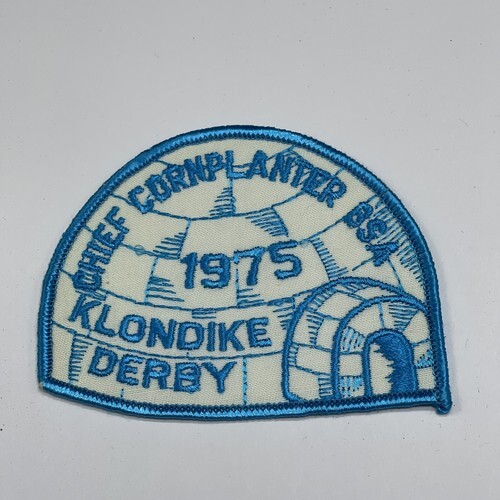 CHIEF CORNPLANTER BSA
1975
KLONDIKE
DERBY